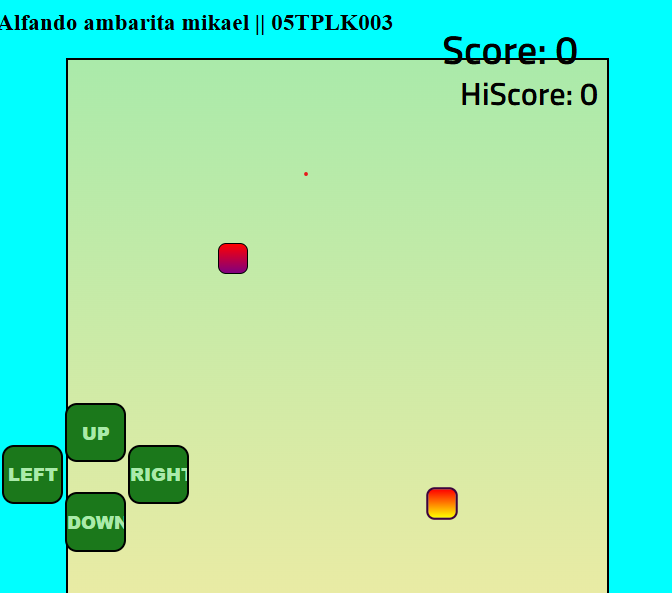 Alfando ambarita mikael || 05TPLK003
Score: 0
HiScore: 0
UP
LEFT
RIGHT
DOWN